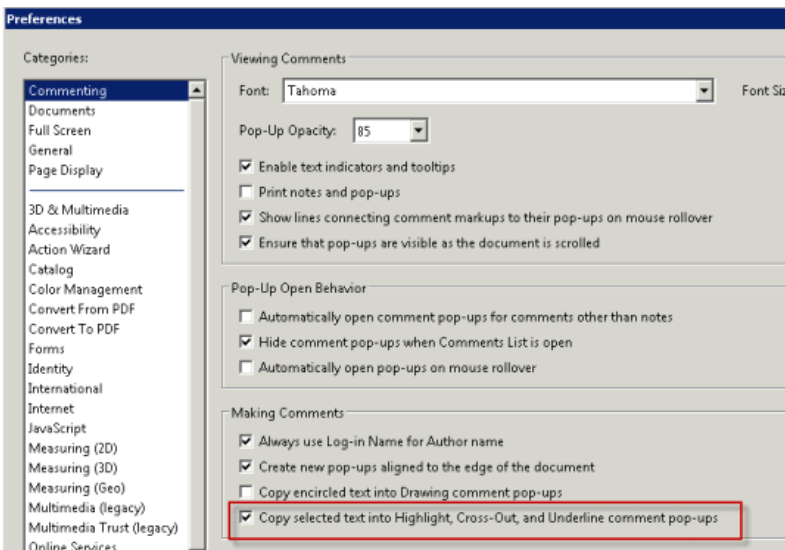 Preferences
Categories:
Commenting
Documents
Full Screen
General
Page Display
3D & Multimedia
Accessibility
Action Wizard
Catalog
Color Management
Convert From PDF
Convert To PDF
Forms
Identity
International
Internet
JavaScript
Measuring (2D)
Measuring (3D)
Measuring (Geo)
Multimedia (legacy)
Multimedia Trust (legacy)
Online Services
Viewing Comments
Font: Tahoma Font Siz
Pop-Up Opacity: 85
Enable text indicators and tooltips
Print notes and pop-ups
Show lines connecting comment markups to their pop-ups on mouse rollover
Ensure that pop-ups are visible as the document is scrolled
Pop-Up Open Behavior
Automatically open comment pop-ups for comments other than notes
Hide comment pop-ups when Comments List is open
Automatically open pop-ups on mouse rollover
Making Comments
Always use Log-in Name for Author name
Create new pop-ups aligned to the edge of the document
Copy encircled text into Drawing comment pop-ups
Copy selected text into Highlight, Cross-Out, and Underline comment pop-ups